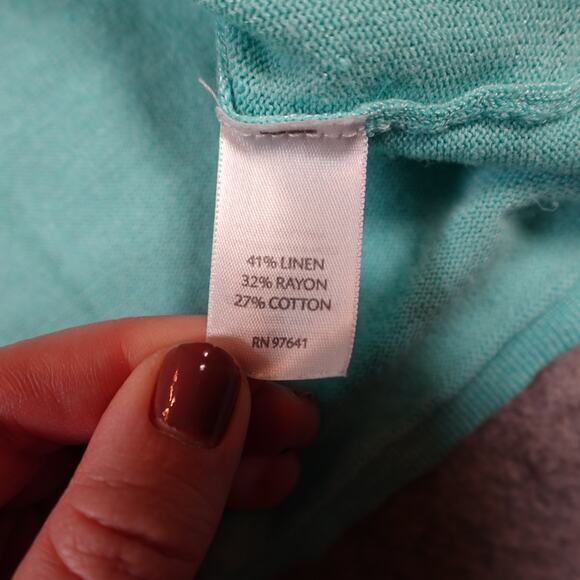 41% LINEN
32% RAYON
27% COTTON
RN 97641